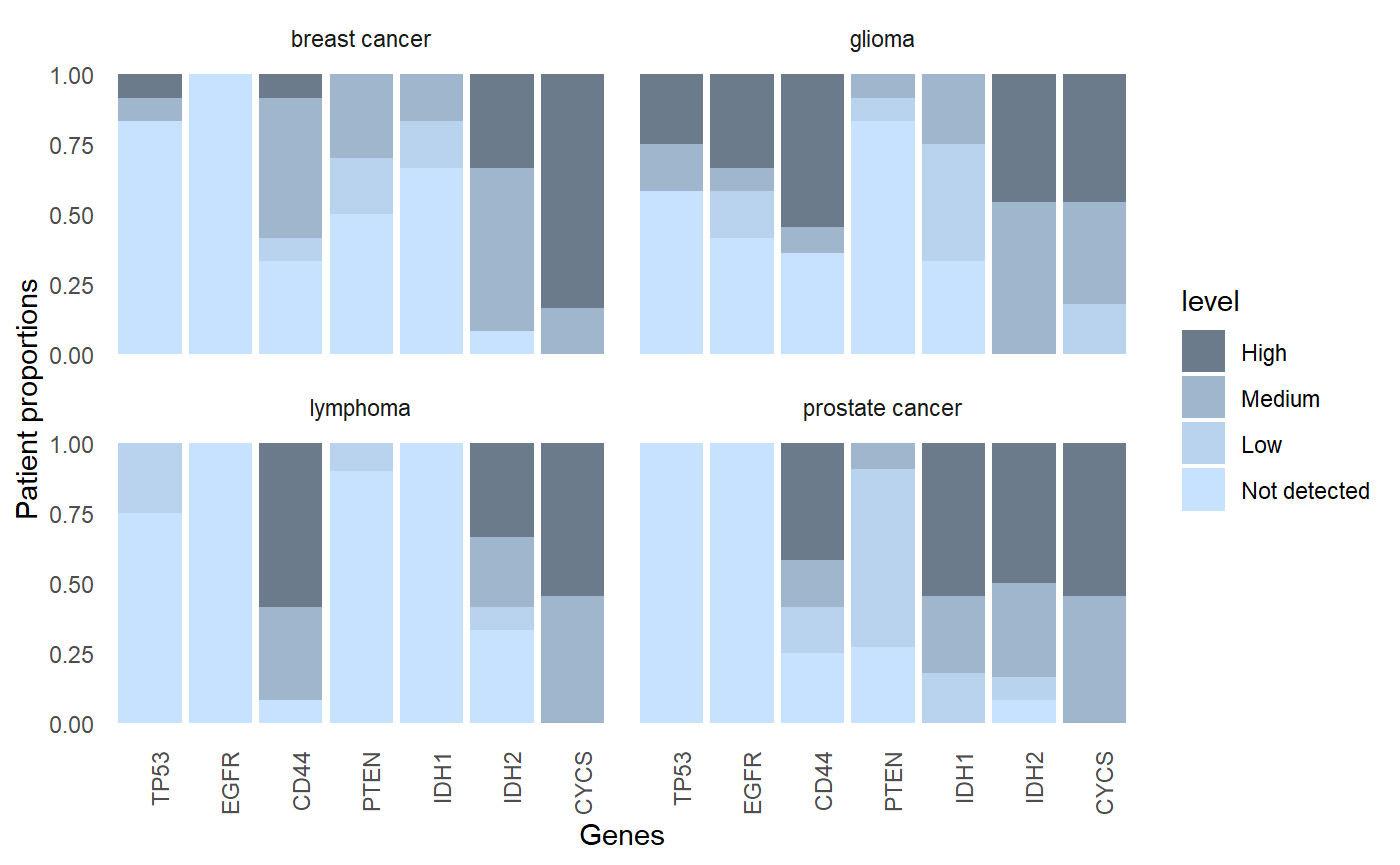 breast cancer
glioma
1.00
0.75
0.50
0.25
0.00
lymphoma
prostate cancer
1.00
0.75
0.50
0.25
0.00
Patient proportions
TP53
EGFR
CD44
PTEN
IDH1
IDH2
CYCS
TP53
EGFR
CD44
PTEN
IDH1
IDH2
CYCS
Genes
level
High
Medium
Low
Not detected